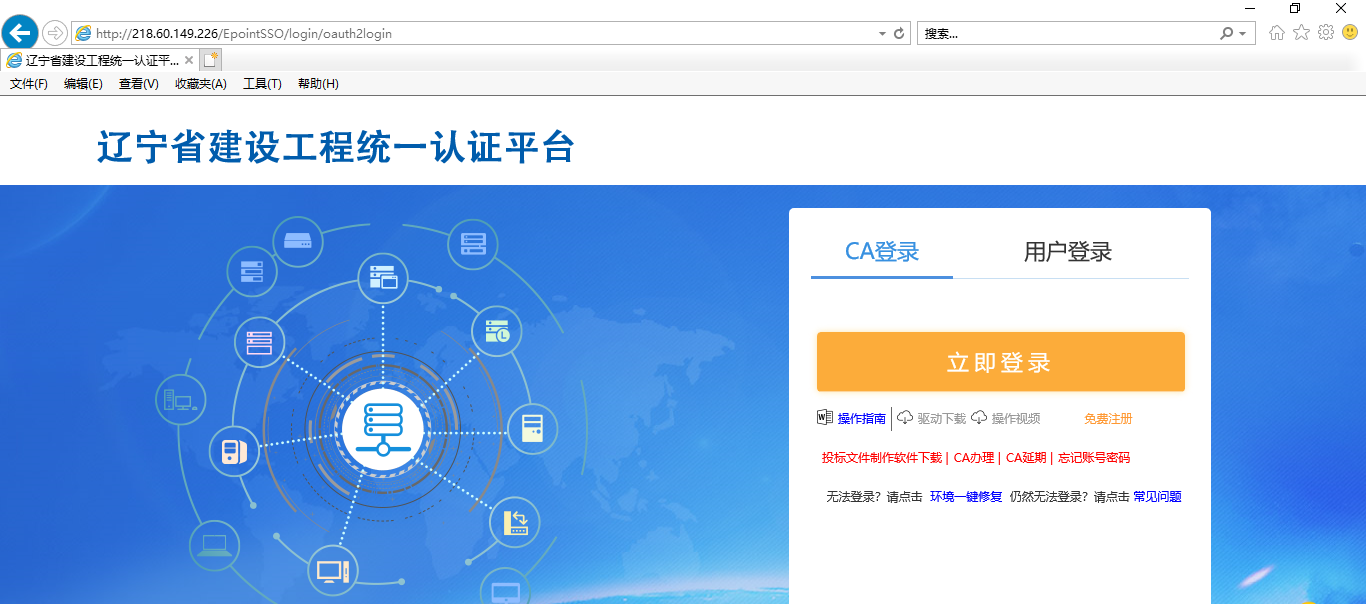 http://218.60.149.226/EpointSSO/login/oauth2login
搜索...
辽宁省建设工程统一认证平...
文件(F) 编辑(E) 查看(V) 收藏夹(A) 工具(T) 帮助(H)
辽宁省建设工程统一认证平台
CA登录 用户登录
立即登录
操作指南 驱动下载 操作视频 免费注册
投标文件制作软件下载 | CA办理 | CA延期 | 忘记账号密码
无法登录? 请点击 环境一键修复 仍然无法登录? 请点击 常见问题